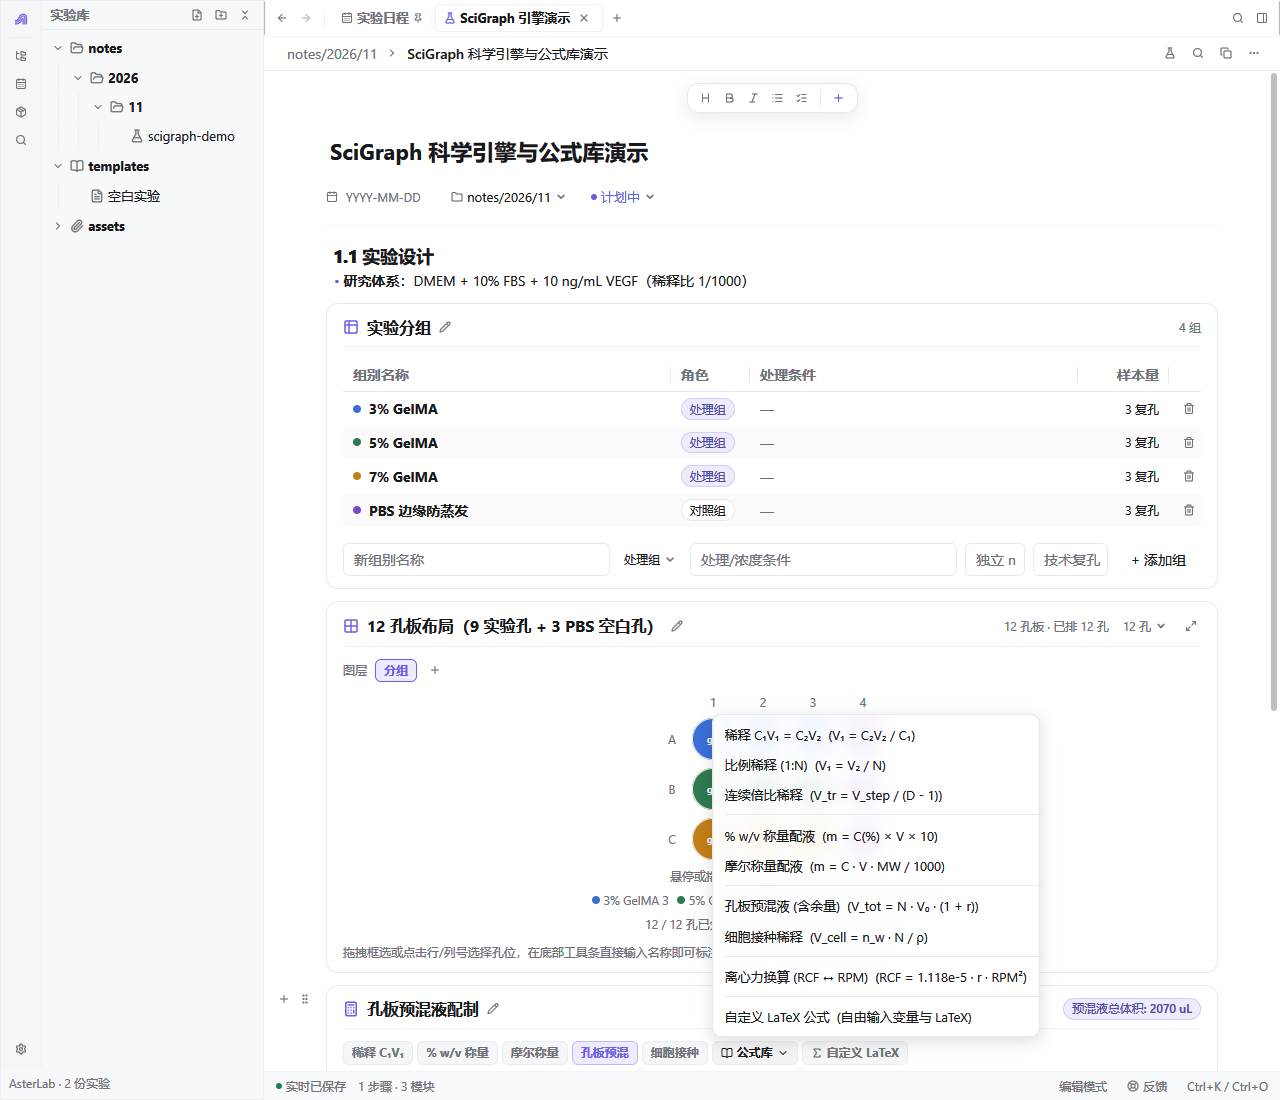 实验库
实验日程
SciGraph 引擎演示
notes
2026
11
scigraph-demo
templates
空白实验
assets
AsterLab · 2 份实验
notes/2026/11 > SciGraph 科学引擎与公式库演示
H B I
SciGraph 科学引擎与公式库演示
YYYY-MM-DD notes/2026/11 计划中
1.1 实验设计
• 研究体系：DMEM + 10% FBS + 10 ng/mL VEGF（稀释比 1/1000）
实验分组 4 组
组别名称 角色 处理条件 样本量
3% GelMA 处理组 — 3 复孔
5% GelMA 处理组 — 3 复孔
7% GelMA 处理组 — 3 复孔
PBS 边缘防蒸发 对照组 — 3 复孔
新组别名称 处理组 处理/浓度条件 独立 n 技术复孔 + 添加组
12 孔板布局（9 实验孔 + 3 PBS 空白孔） 12 孔板 · 已排 12 孔 12 孔
图层 分组 +
1 2 3 4
A g
B g
C g
悬停或
3% GelMA 3 5%
12 / 12 孔已
拖拽框选或点击行/列号选择孔位，在底部工具条直接输入名称即可标
稀释 C₁V₁ = C₂V₂ (V₁ = C₂V₂ / C₁)
比例稀释 (1:N) (V₁ = V₂ / N)
连续倍比稀释 (V_tr = V_step / (D - 1))
% w/v 称量配液 (m = C(%) × V × 10)
摩尔称量配液 (m = C · V · MW / 1000)
孔板预混液 (含余量) (V_tot = N · V₀ · (1 + r))
细胞接种稀释 (V_cell = n_w · N / ρ)
离心力换算 (RCF ↔ RPM) (RCF = 1.118e-5 · r · RPM²)
自定义 LaTeX 公式 (自由输入变量与 LaTeX)
孔板预混液配制 预混液总体积: 2070 uL
稀释 C₁V₁ % w/v 称量 摩尔称量 孔板预混 细胞接种 公式库 Σ 自定义 LaTeX
实时已保存 1 步骤 · 3 模块 编辑模式 反馈 Ctrl+K / Ctrl+O